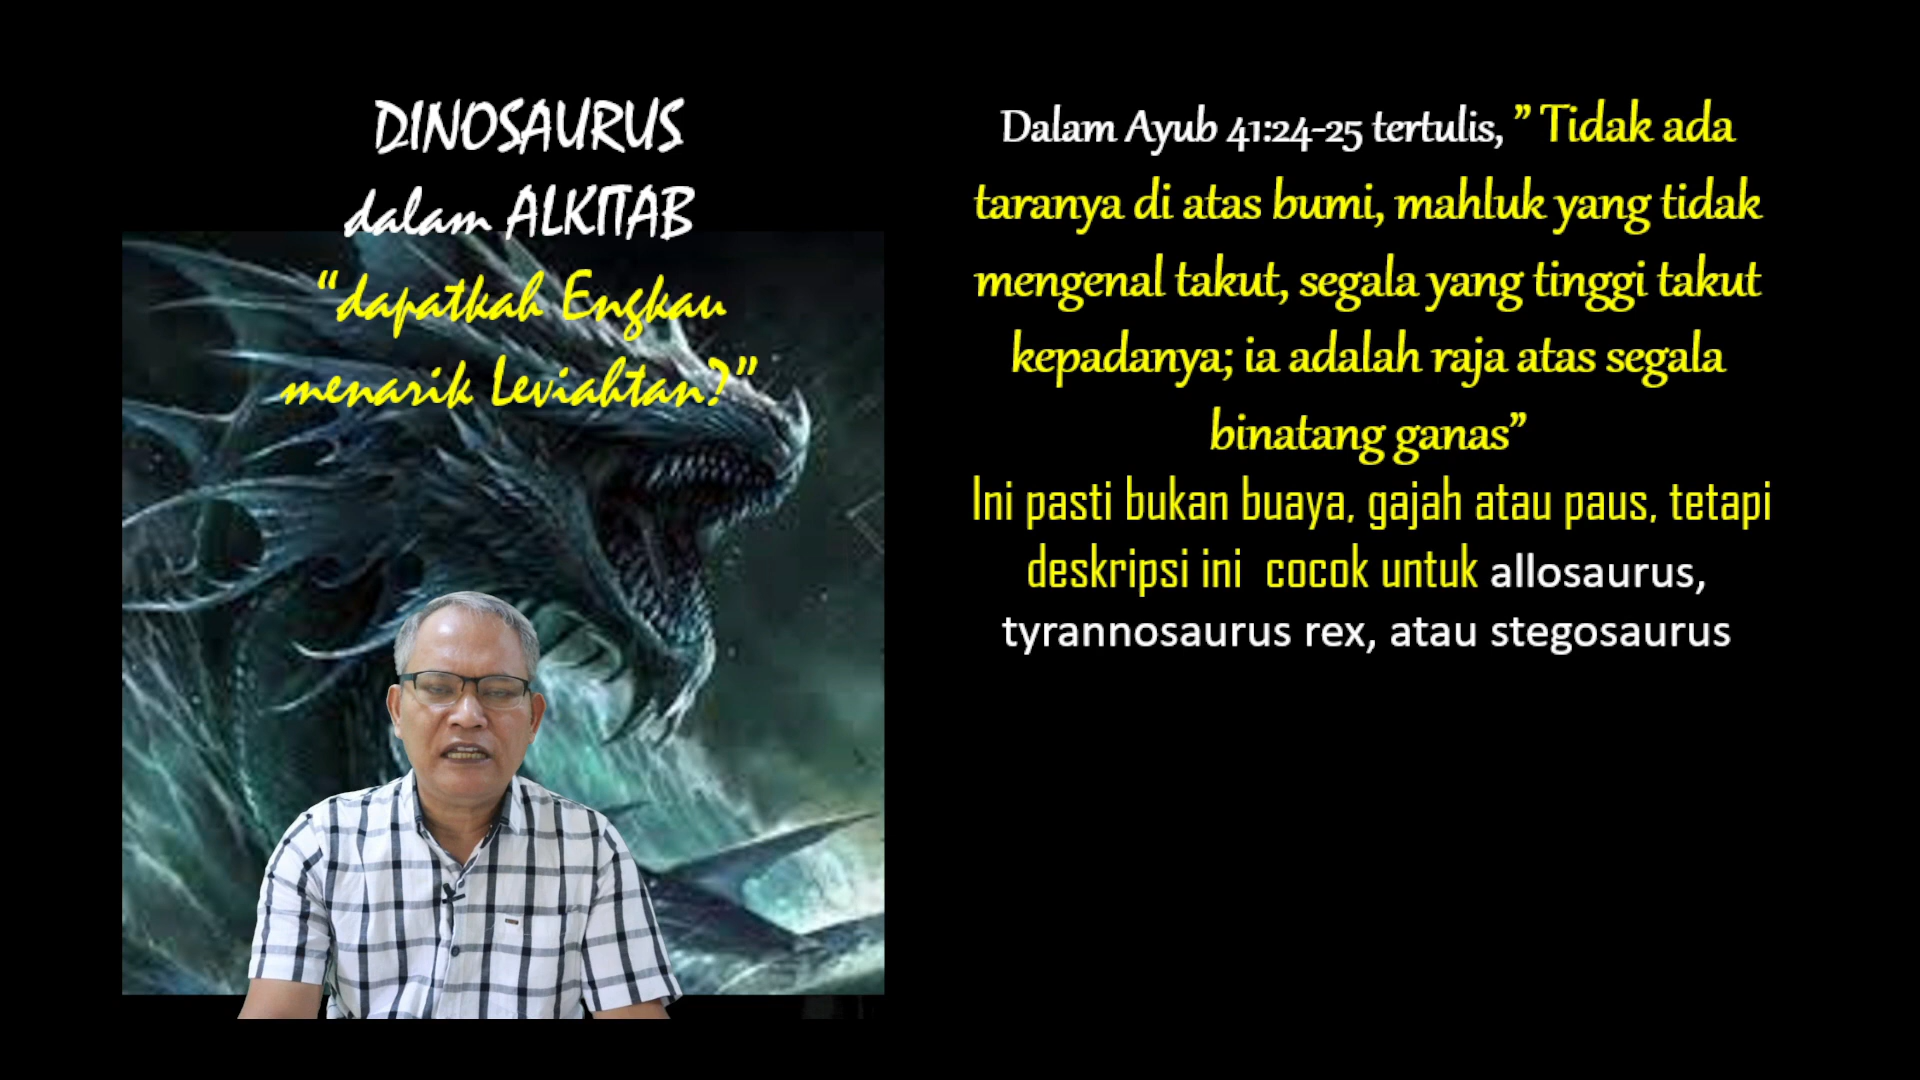 DINOSAURUS
dalam ALKITAB
“dapatkah Engkau
menarik Leviahtan?”
Dalam Ayub 41:24-25 tertulis, ” Tidak ada
taranya di atas bumi, mahluk yang tidak
mengenal takut, segala yang tinggi takut
kepadanya; ia adalah raja atas segala
binatang ganas”
Ini pasti bukan buaya, gajah atau paus, tetapi
deskripsi ini cocok untuk allosaurus,
tyrannosaurus rex, atau stegosaurus